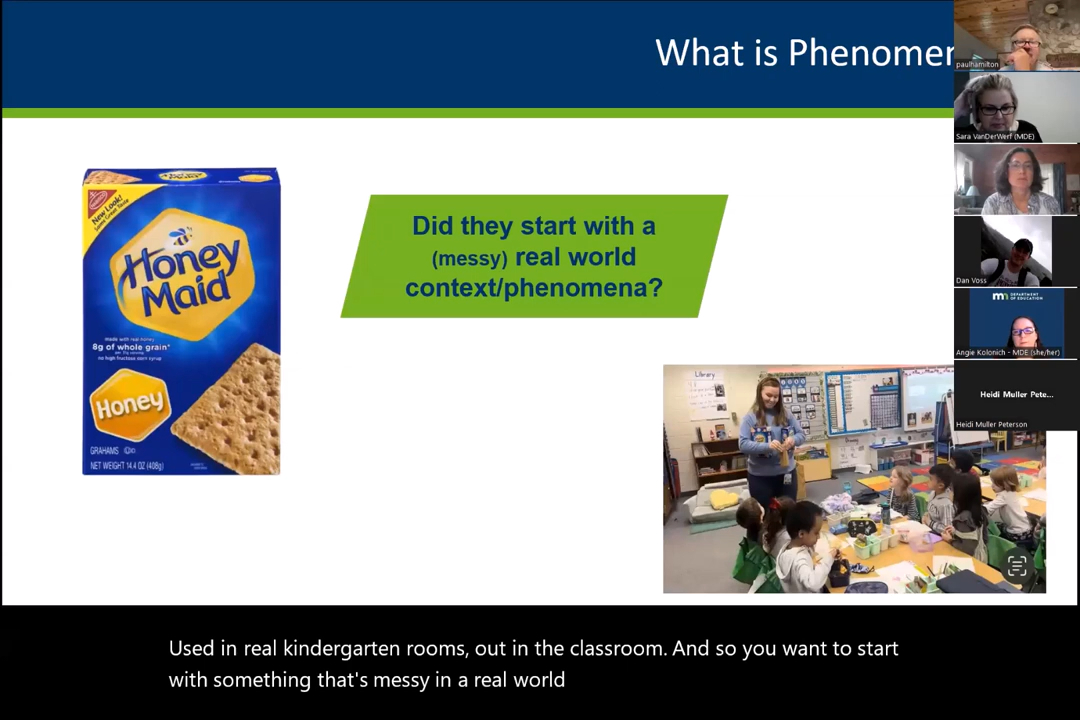 What is Phenomen
Did they start with a
(messy) real world
context/phenomena?
New Look!
Honey
Maid
made with real honey
8g of whole grain*
no high fructose corn syrup
Honey
GRAHAMS
NET WEIGHT 14.4 OZ (408g)
Library
paulhamilton
Sara VanDerWerf (MDE)
Dan Voss
DEPARTMENT
OF EDUCATION
Angie Kolonich - MDE (she/her)
Heidi Muller Pete...
Heidi Muller Peterson
Used in real kindergarten rooms, out in the classroom. And so you want to start
with something that's messy in a real world